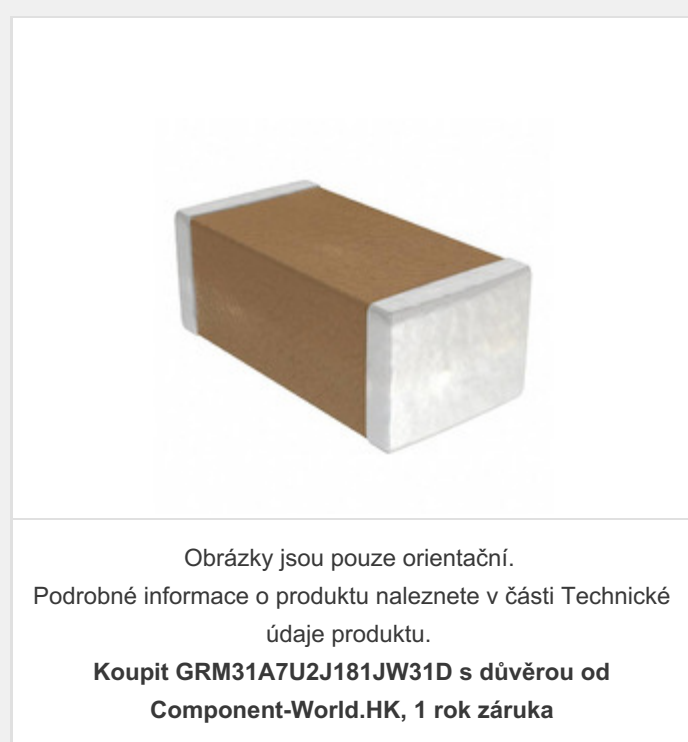 Obrázky jsou pouze orientační.
Podrobné informace o produktu naleznete v části Technické
údaje produktu.
Koupit GRM31A7U2J181JW31D s důvěrou od
Component-World.HK, 1 rok záruka